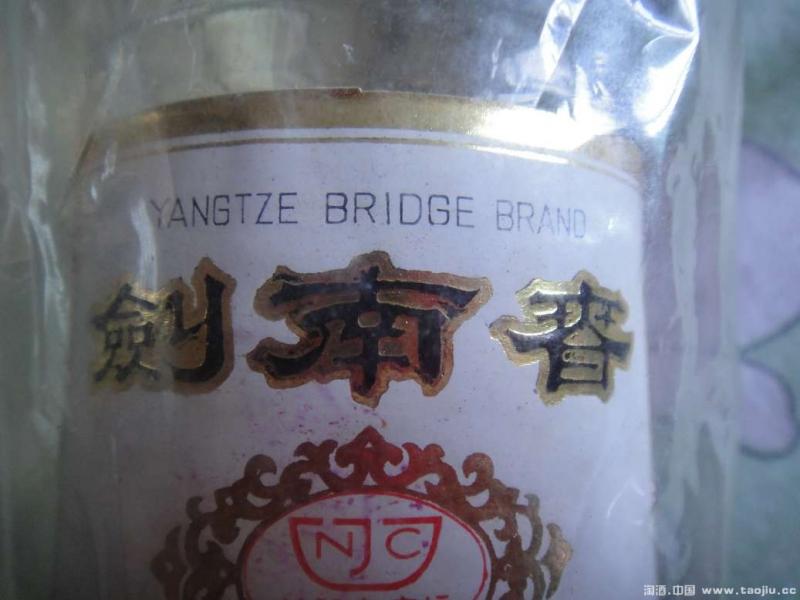 YANGTZE BRIDGE BRAND
劍南春
NJC
淘酒.中国 www.taojiu.cc